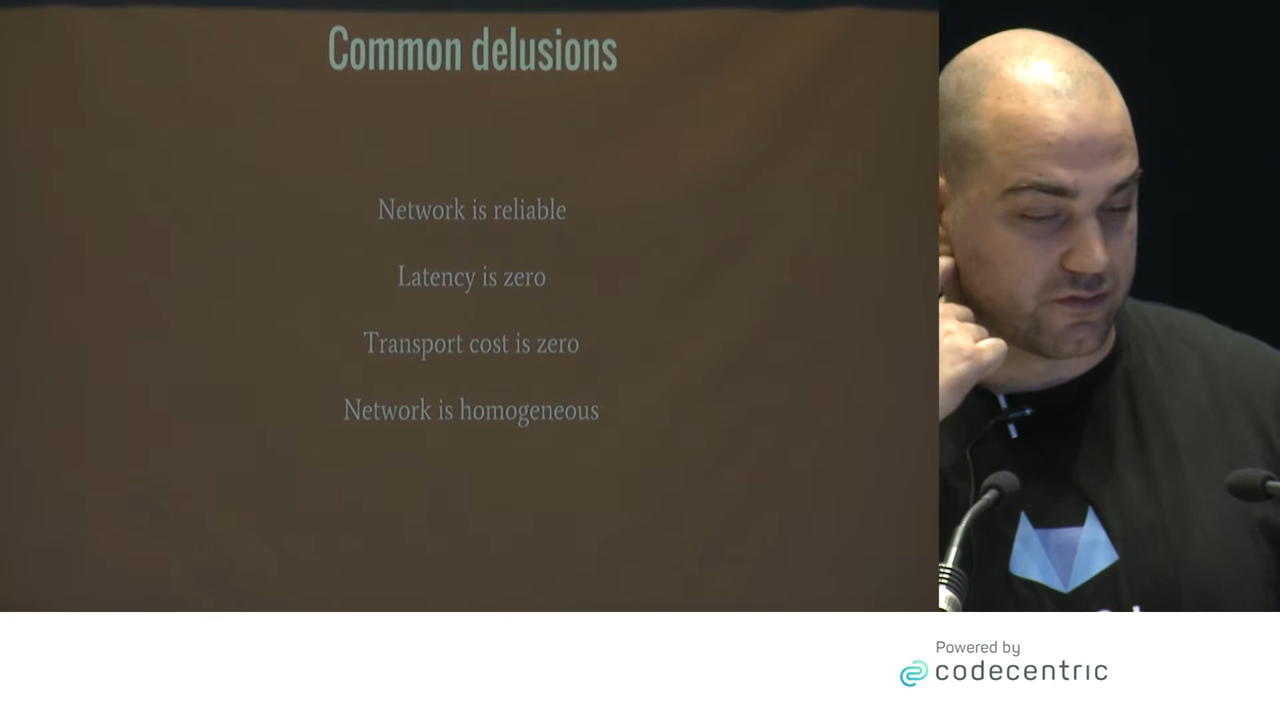 Common delusions
Network is reliable
Latency is zero
Transport cost is zero
Network is homogeneous
Powered by
codecentric